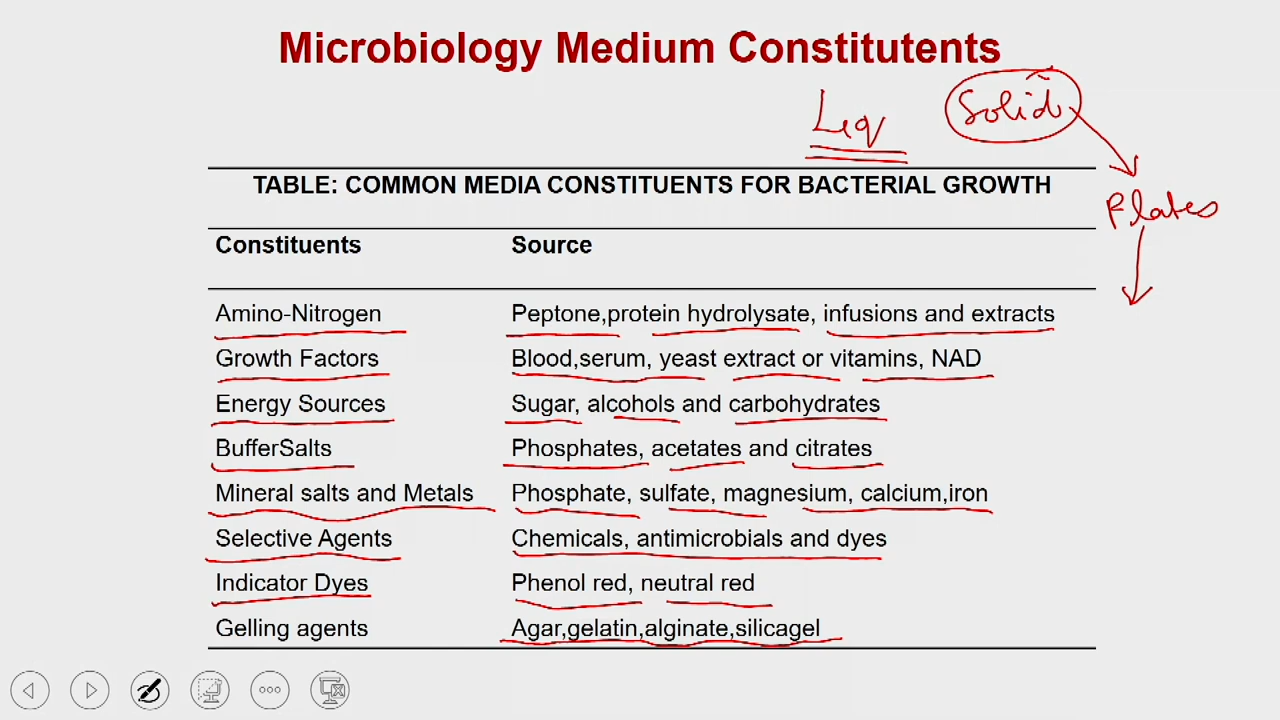 Microbiology Medium Constitutents
Liq Solid
Plates
TABLE: COMMON MEDIA CONSTITUENTS FOR BACTERIAL GROWTH
Constituents Source
Amino-Nitrogen Peptone,protein hydrolysate, infusions and extracts
Growth Factors Blood,serum, yeast extract or vitamins, NAD
Energy Sources Sugar, alcohols and carbohydrates
BufferSalts Phosphates, acetates and citrates
Mineral salts and Metals Phosphate, sulfate, magnesium, calcium,iron
Selective Agents Chemicals, antimicrobials and dyes
Indicator Dyes Phenol red, neutral red
Gelling agents Agar,gelatin,alginate,silicagel